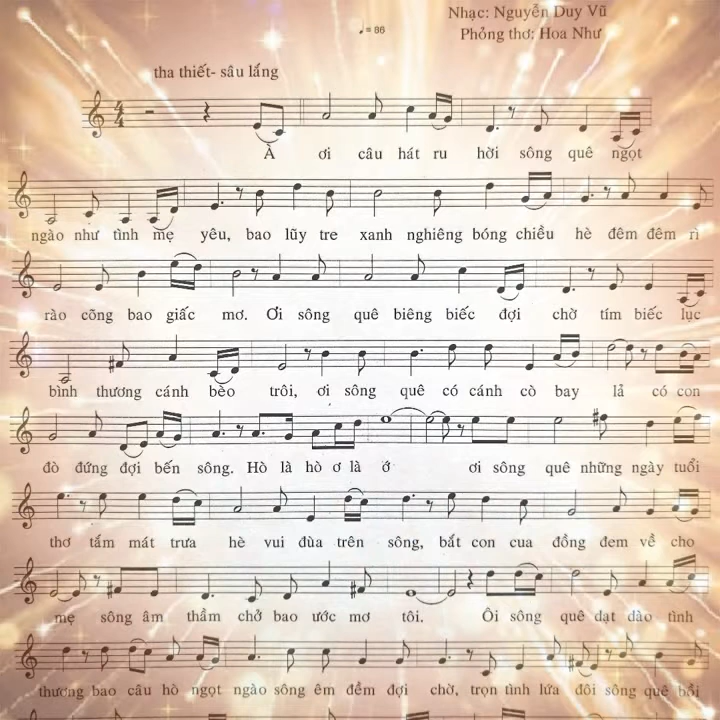 Nhạc: Nguyễn Duy Vũ
♩ = 86
Phỏng thơ: Hoa Như
tha thiết- sâu lắng
À ơi câu hát ru hời sông quê ngọt
ngào như tình mẹ yêu, bao lũy tre xanh nghiêng bóng chiều hè đêm đêm rì
rào cõng bao giấc mơ. Ơi sông quê biêng biếc đợi chờ tím biếc lục
bình thương cánh bèo trôi, ơi sông quê có cánh cò bay lả có con
đò đứng đợi bến sông. Hò là hò ơ là ớ ơi sông quê những ngày tuổi
thơ tắm mát trưa hè vui đùa trên sông, bắt con cua đồng đem về cho
mẹ sông âm thầm chở bao ước mơ tôi. Ôi sông quê dạt dào tình
thương bao câu hò ngọt ngào sông êm đềm đợi chờ, trọn tình lứa đôi sông quê bồi